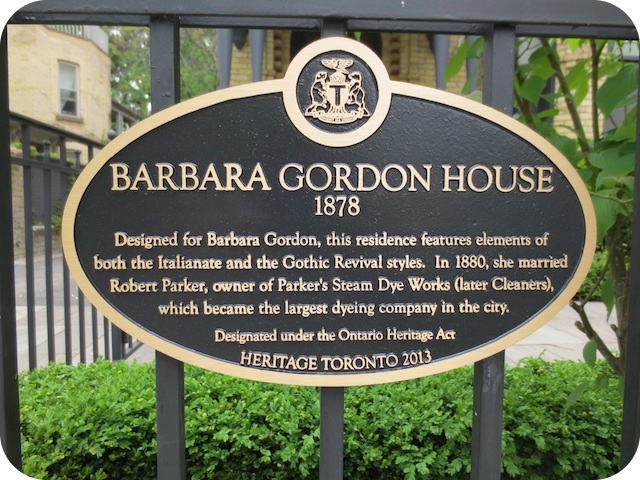 T
BARBARA GORDON HOUSE
1878
Designed for Barbara Gordon, this residence features elements of
both the Italianate and the Gothic Revival styles. In 1880, she married
Robert Parker, owner of Parker's Steam Dye Works (later Cleaners),
which became the largest dyeing company in the city.
Designated under the Ontario Heritage Act
HERITAGE TORONTO 2013